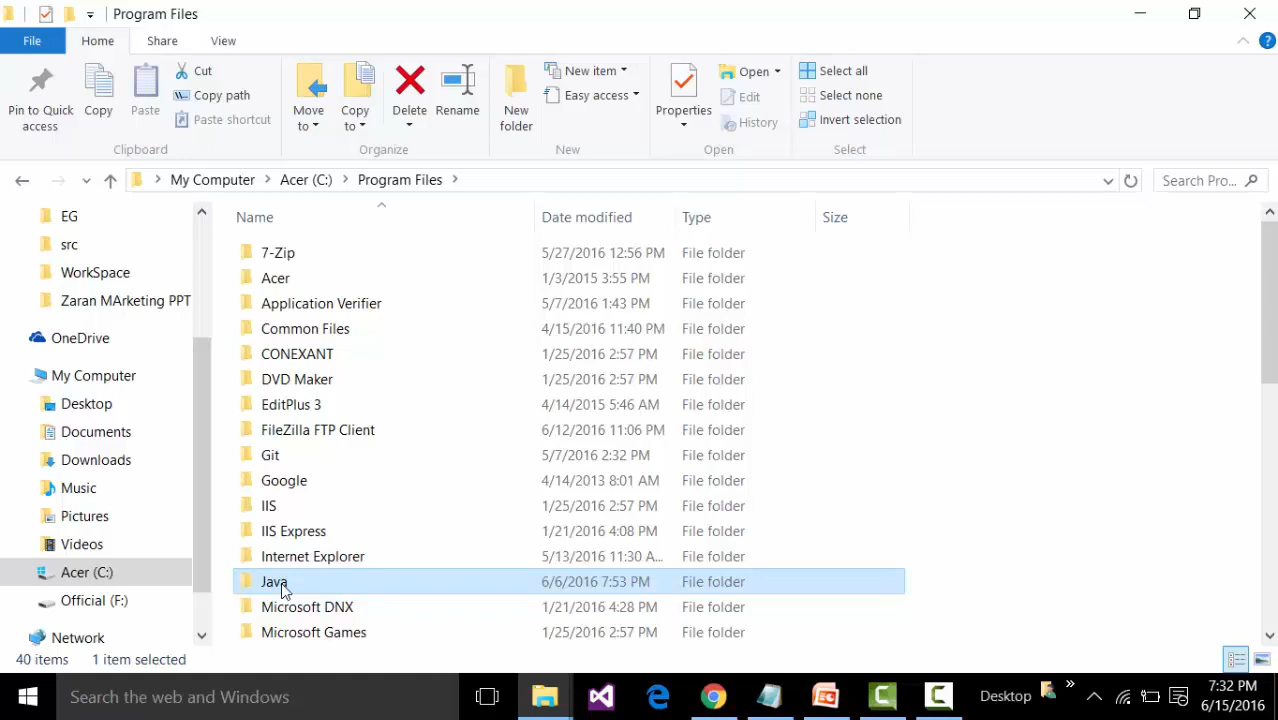 Program Files
File Home Share View
Pin to Quick access
Copy
Paste
Cut
Copy path
Paste shortcut
Clipboard
Move to
Copy to
Delete
Rename
Organize
New folder
New item
Easy access
New
Properties
Open
Edit
History
Open
Select all
Select none
Invert selection
Select
My Computer Acer (C:) Program Files
Search Pro...
EG
src
WorkSpace
Zaran MArketing PPT
OneDrive
My Computer
Desktop
Documents
Downloads
Music
Pictures
Videos
Acer (C:)
Official (F:)
Network
Name Date modified Type Size
7-Zip 5/27/2016 12:56 PM File folder
Acer 1/3/2015 3:55 PM File folder
Application Verifier 5/7/2016 1:43 PM File folder
Common Files 4/15/2016 11:40 PM File folder
CONEXANT 1/25/2016 2:57 PM File folder
DVD Maker 1/25/2016 2:57 PM File folder
EditPlus 3 4/14/2015 5:46 AM File folder
FileZilla FTP Client 6/12/2016 11:06 PM File folder
Git 5/7/2016 2:32 PM File folder
Google 4/14/2013 8:01 AM File folder
IIS 1/25/2016 2:57 PM File folder
IIS Express 1/21/2016 4:08 PM File folder
Internet Explorer 5/13/2016 11:30 A... File folder
Java 6/6/2016 7:53 PM File folder
Microsoft DNX 1/21/2016 4:28 PM File folder
Microsoft Games 1/25/2016 2:57 PM File folder
40 items 1 item selected
Search the web and Windows
Desktop
7:32 PM
6/15/2016